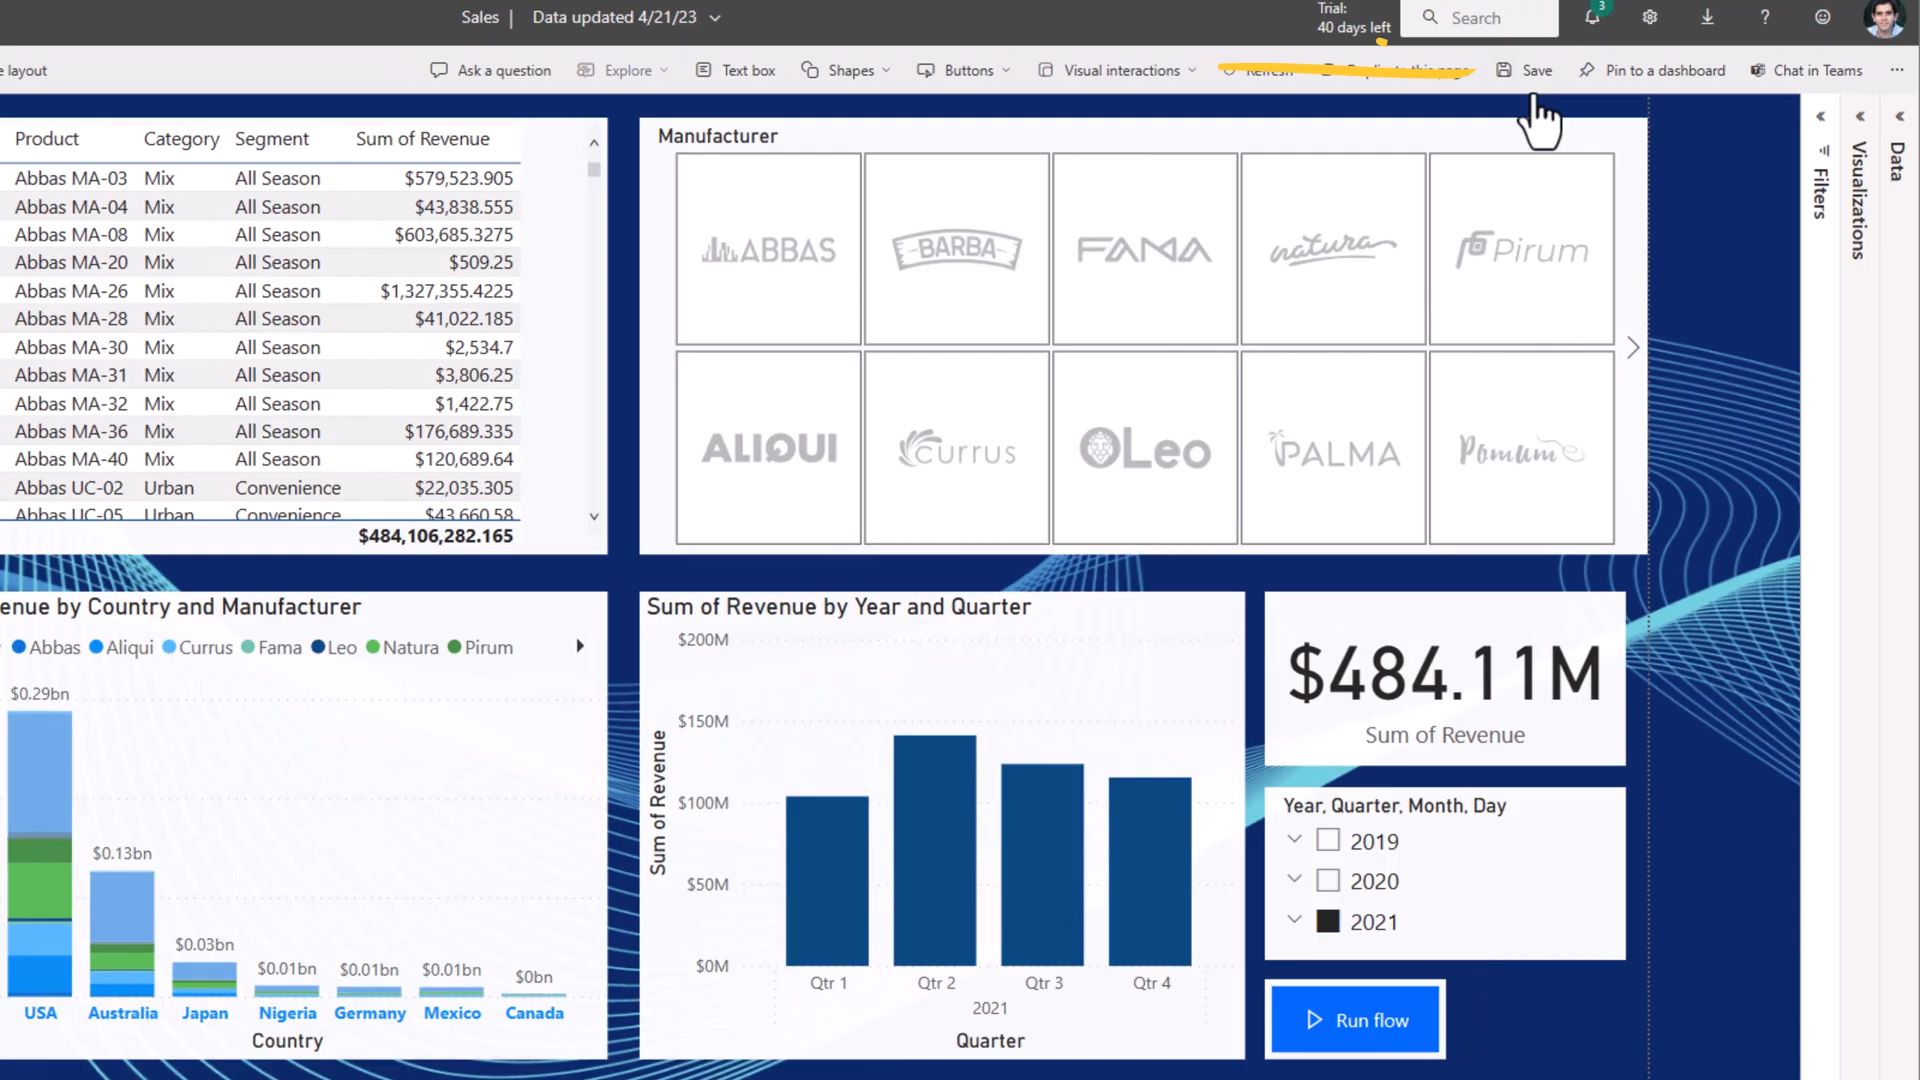 Sales | Data updated 4/21/23
Trial:
40 days left
Search
3
e layout
Ask a question
Explore
Text box
Shapes
Buttons
Visual interactions
Refresh
Duplicate this page
Save
Pin to a dashboard
Chat in Teams
Product Category Segment Sum of Revenue
Abbas MA-03 Mix All Season $579,523.905
Abbas MA-04 Mix All Season $43,838.555
Abbas MA-08 Mix All Season $603,685.3275
Abbas MA-20 Mix All Season $509.25
Abbas MA-26 Mix All Season $1,327,355.4225
Abbas MA-28 Mix All Season $41,022.185
Abbas MA-30 Mix All Season $2,534.7
Abbas MA-31 Mix All Season $3,806.25
Abbas MA-32 Mix All Season $1,422.75
Abbas MA-36 Mix All Season $176,689.335
Abbas MA-40 Mix All Season $120,689.64
Abbas UC-02 Urban Convenience $22,035.305
Abbas UC-05 Urban Convenience $43,660.58
$484,106,282.165
Manufacturer
ABBAS
BARBA
FAMA
natura
Pirum
ALIQUI
Currus
Leo
PALMA
Pomum
Filters
Visualizations
Data
enue by Country and Manufacturer
Abbas Aliqui Currus Fama Leo Natura Pirum
$0.29bn
$0.13bn
$0.03bn
$0.01bn
$0.01bn
$0.01bn
$0bn
USA Australia Japan Nigeria Germany Mexico Canada
Country
Sum of Revenue by Year and Quarter
Sum of Revenue
$200M
$150M
$100M
$50M
$0M
Qtr 1 Qtr 2 Qtr 3 Qtr 4
2021
Quarter
$484.11M
Sum of Revenue
Year, Quarter, Month, Day
2019
2020
2021
Run flow